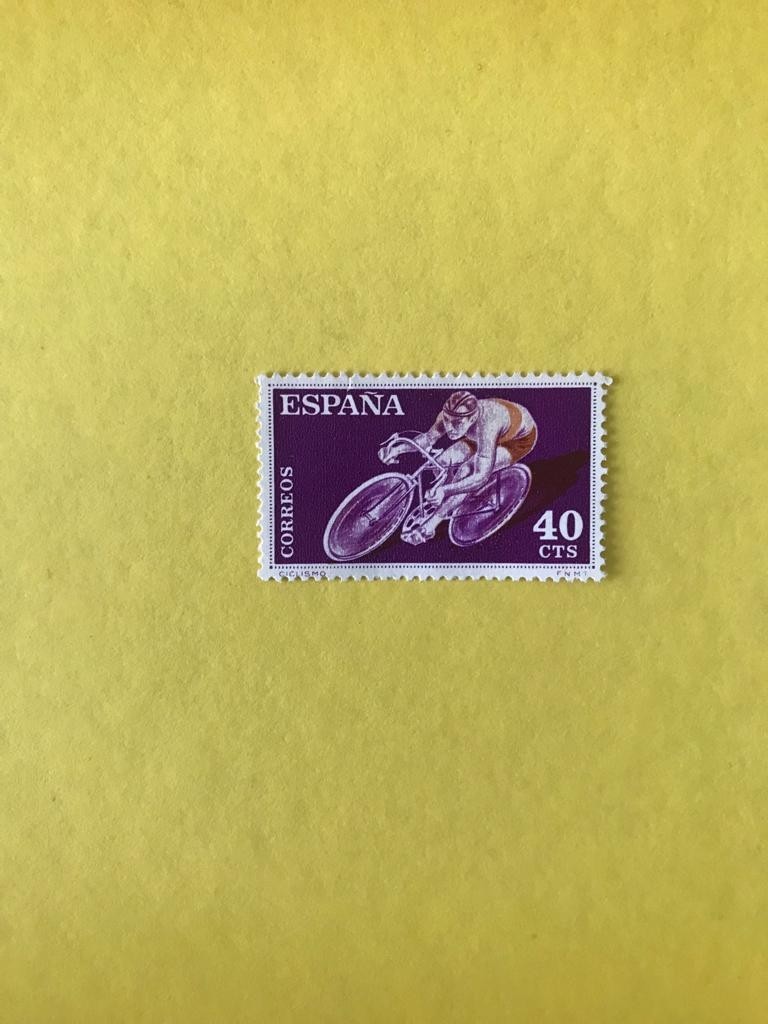 ESPAÑA
CORREOS
40
CTS
CICLISMO
F.N.M.T.